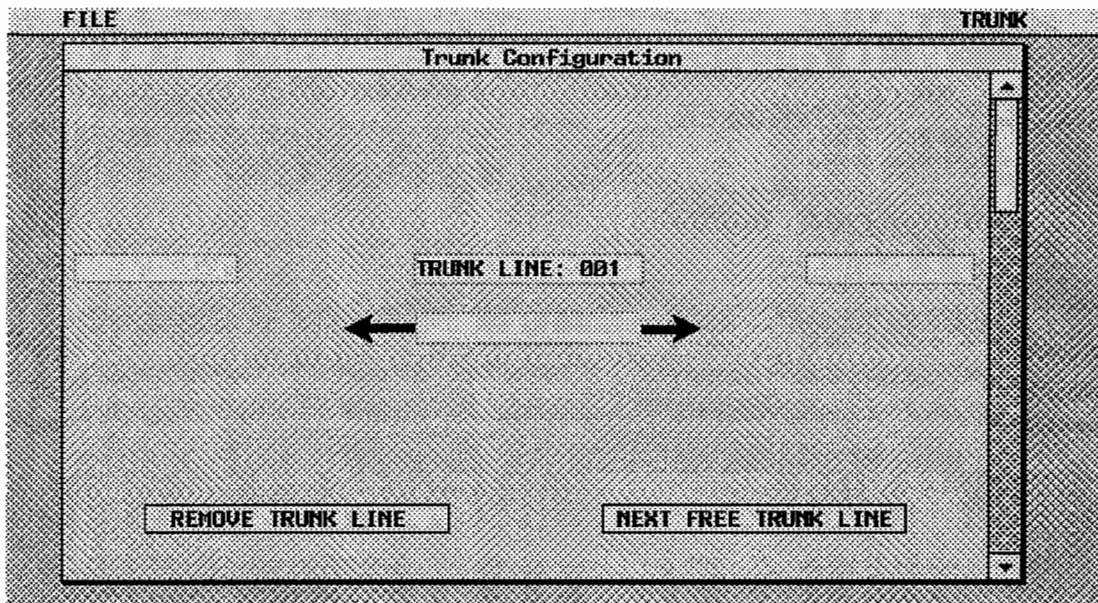 FILE TRUNK
Trunk Configuration
TRUNK LINE: 001
REMOVE TRUNK LINE NEXT FREE TRUNK LINE